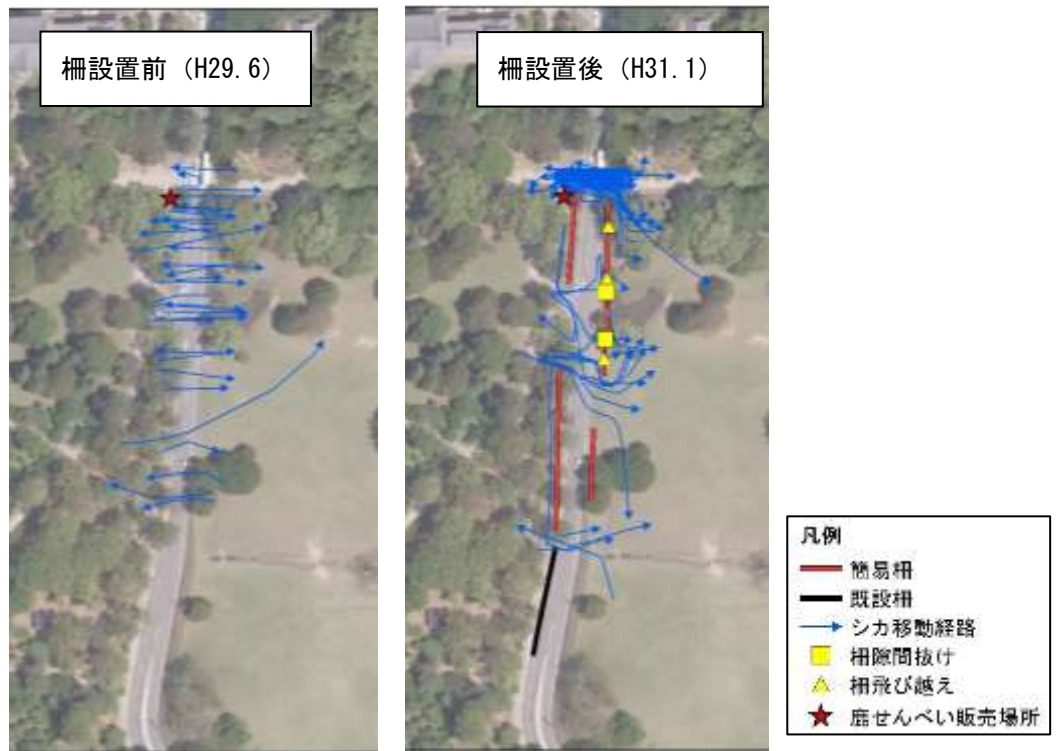 柵設置前 (H29.6)
柵設置後 (H31.1)
凡例
簡易柵
既設柵
シカ移動経路
柵隙間抜け
柵飛び越え
鹿せんべい販売場所